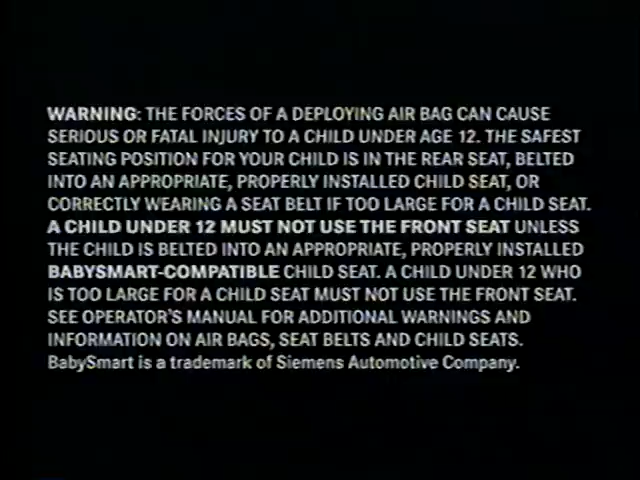 WARNING: THE FORCES OF A DEPLOYING AIR BAG CAN CAUSE
SERIOUS OR FATAL INJURY TO A CHILD UNDER AGE 12. THE SAFEST
SEATING POSITION FOR YOUR CHILD IS IN THE REAR SEAT, BELTED
INTO AN APPROPRIATE, PROPERLY INSTALLED CHILD SEAT, OR
CORRECTLY WEARING A SEAT BELT IF TOO LARGE FOR A CHILD SEAT.
A CHILD UNDER 12 MUST NOT USE THE FRONT SEAT UNLESS
THE CHILD IS BELTED INTO AN APPROPRIATE, PROPERLY INSTALLED
BABYSMART-COMPATIBLE CHILD SEAT. A CHILD UNDER 12 WHO
IS TOO LARGE FOR A CHILD SEAT MUST NOT USE THE FRONT SEAT.
SEE OPERATOR'S MANUAL FOR ADDITIONAL WARNINGS AND
INFORMATION ON AIR BAGS, SEAT BELTS AND CHILD SEATS.
BabySmart is a trademark of Siemens Automotive Company.